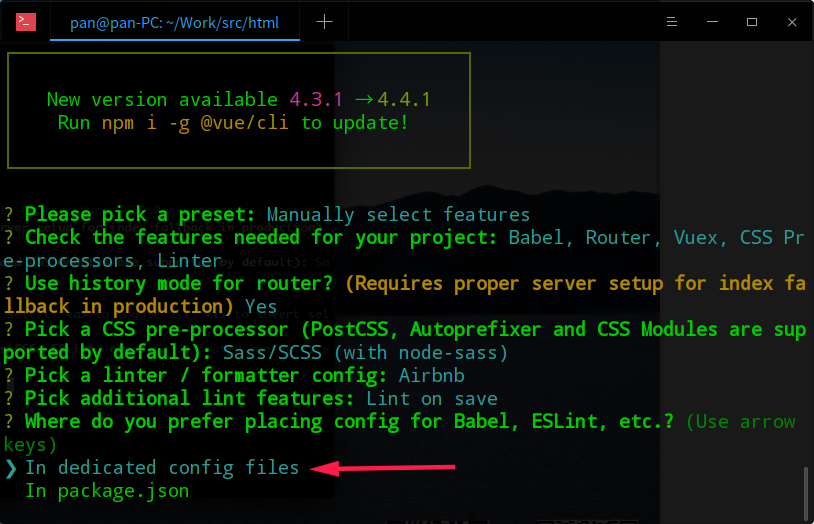 pan@pan-PC: ~/Work/src/html
New version available 4.3.1 → 4.4.1
Run npm i -g @vue/cli to update!
? Please pick a preset: Manually select features
? Check the features needed for your project: Babel, Router, Vuex, CSS Pr
e-processors, Linter
? Use history mode for router? (Requires proper server setup for index fa
llback in production) Yes
? Pick a CSS pre-processor (PostCSS, Autoprefixer and CSS Modules are sup
ported by default): Sass/SCSS (with node-sass)
? Pick a linter / formatter config: Airbnb
? Pick additional lint features: Lint on save
? Where do you prefer placing config for Babel, ESLint, etc.? (Use arrow
keys)
❯ In dedicated config files
In package.json